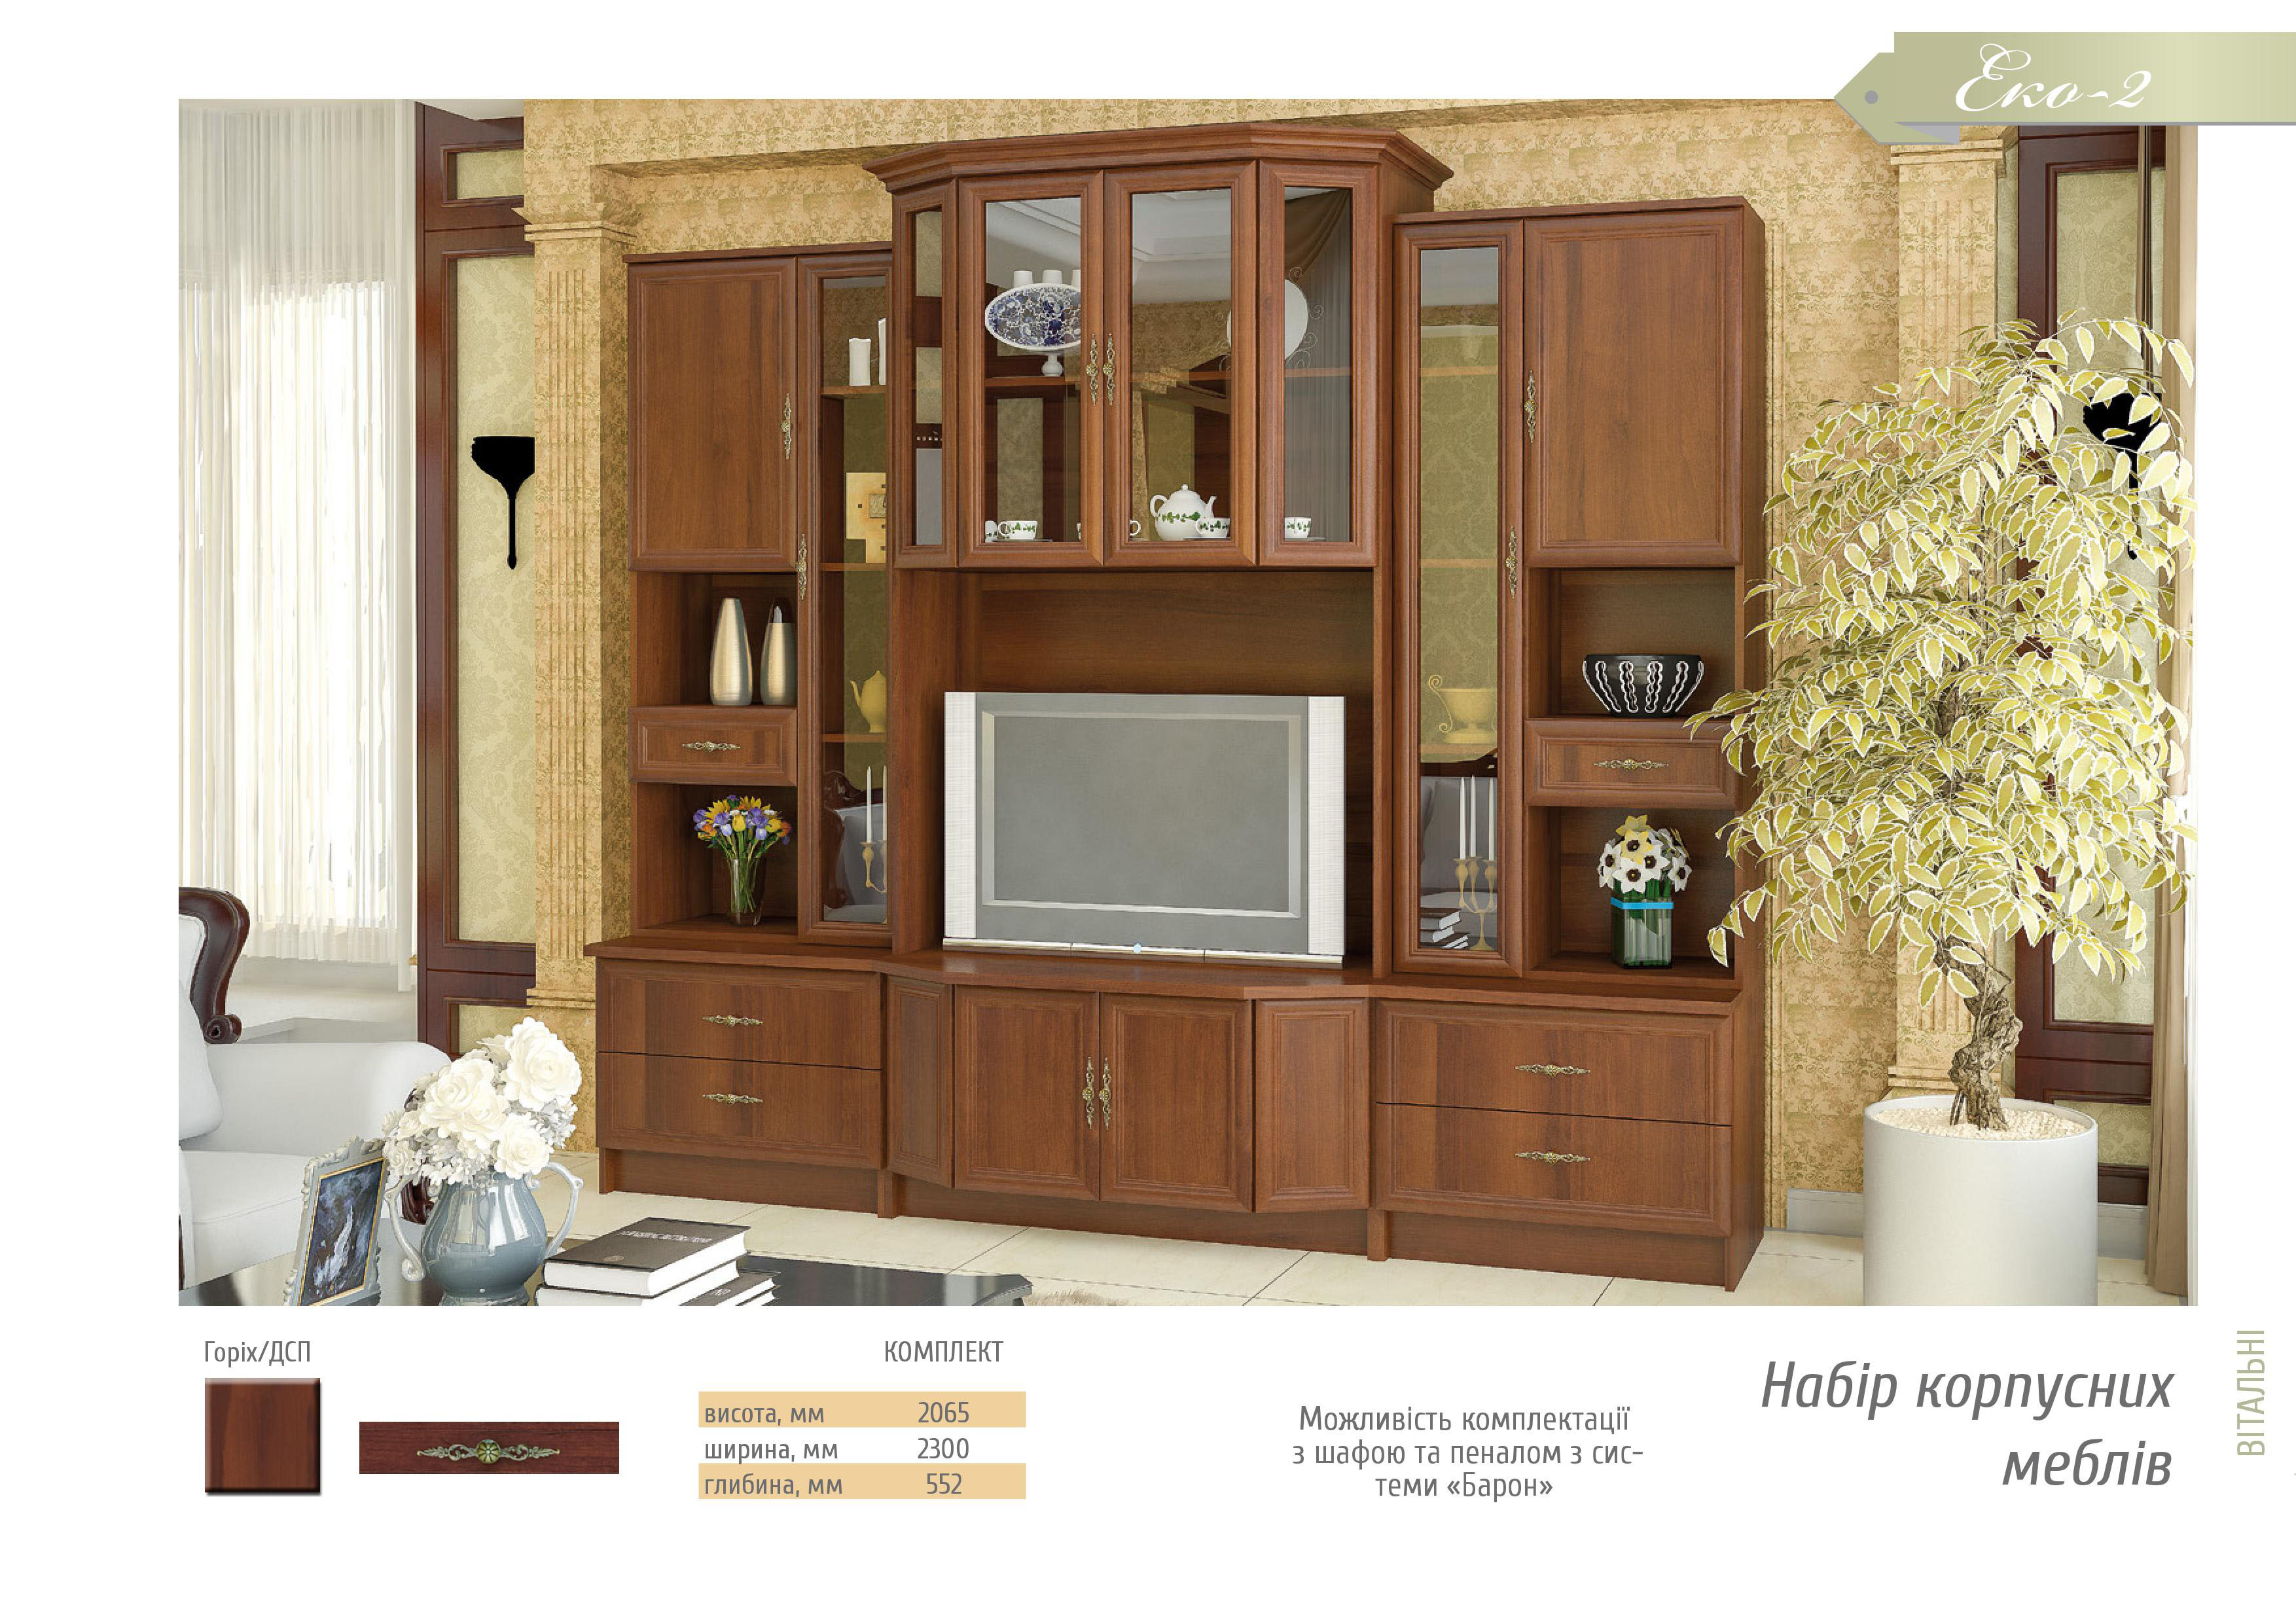 Еко-2
Горіх/ДСП
КОМПЛЕКТ
висота, мм 2065
ширина, мм 2300
глибина, мм 552
Можливість комплектації
з шафою та пеналом з сис-
теми «Барон»
Набір корпусних
меблів
ВІТАЛЬНІ